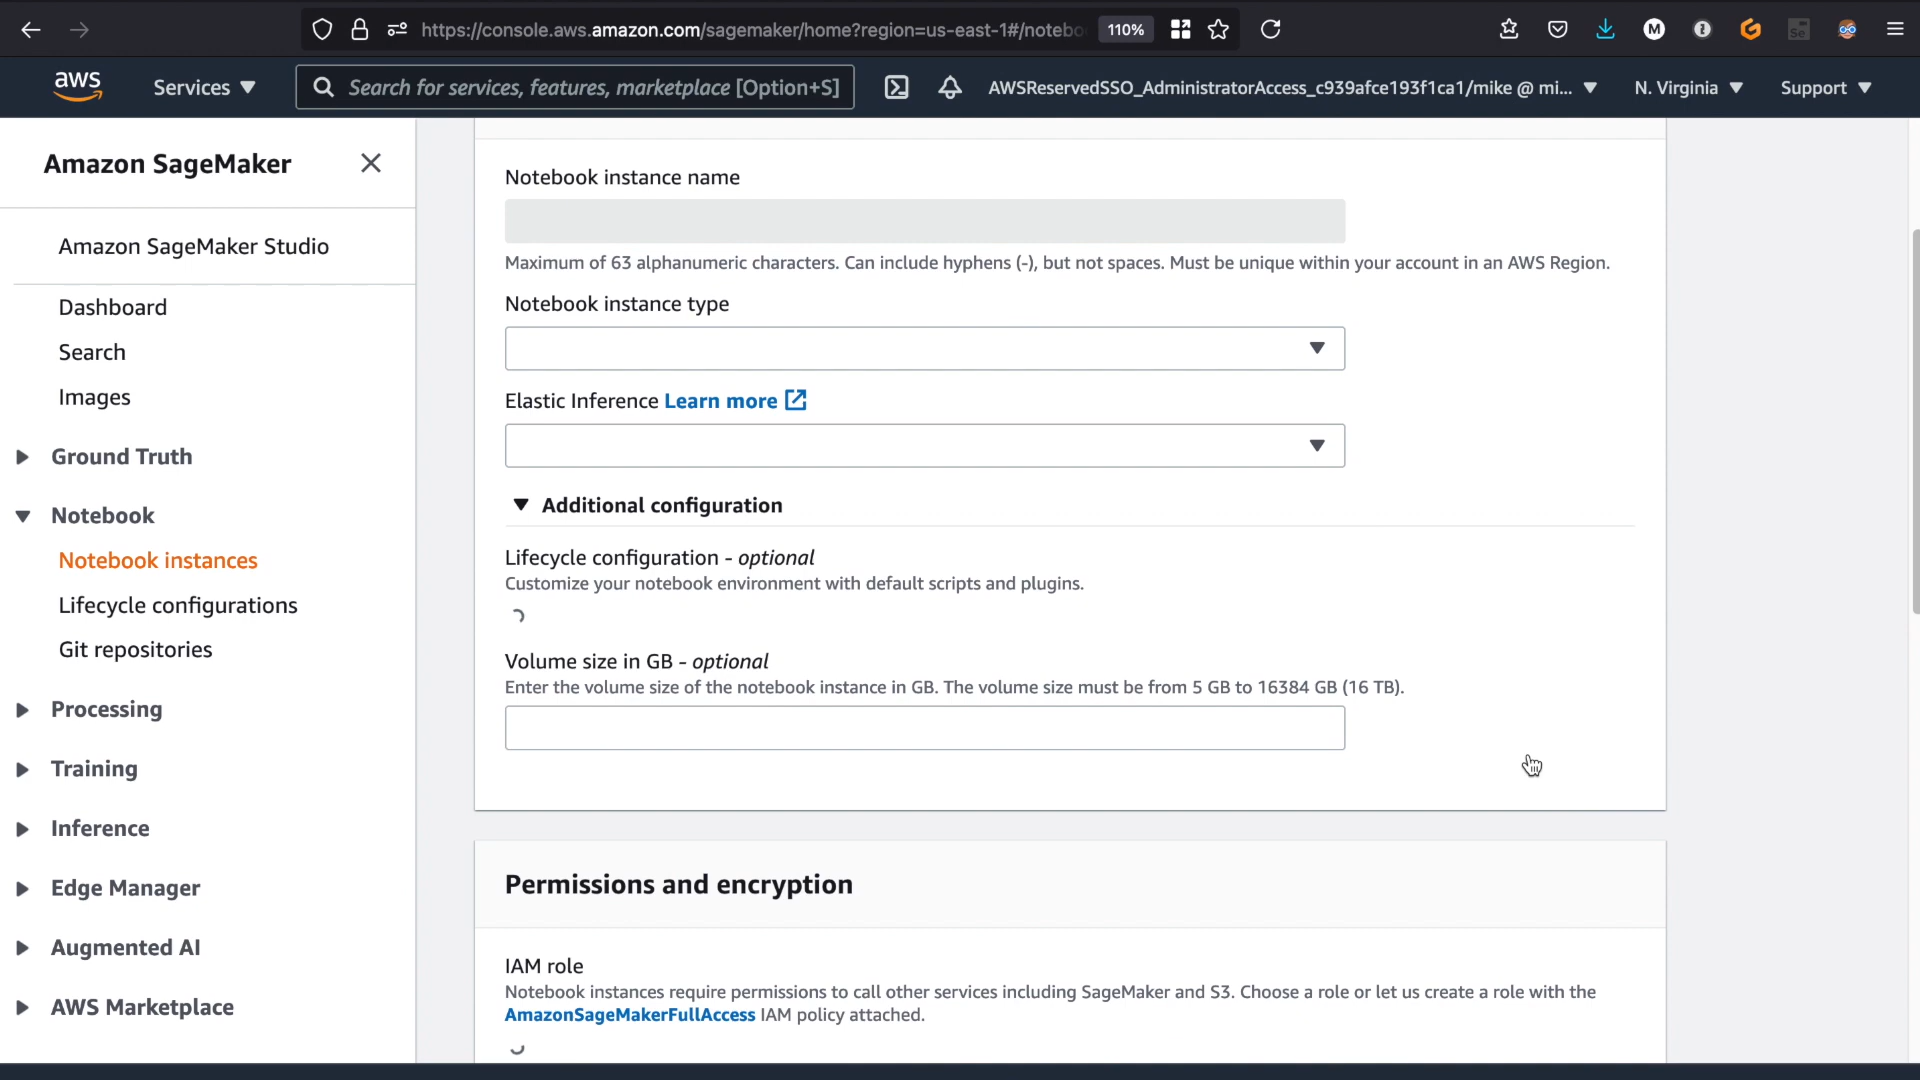 https://console.aws.amazon.com/sagemaker/home?region=us-east-1#/notebo
110%
M
Se
aws
Services
Search for services, features, marketplace [Option+S]
AWSReservedSSO_AdministratorAccess_c939afce193f1ca1/mike @ mi...
N. Virginia
Support
Amazon SageMaker
Amazon SageMaker Studio
Dashboard
Search
Images
Ground Truth
Notebook
Notebook instances
Lifecycle configurations
Git repositories
Processing
Training
Inference
Edge Manager
Augmented AI
AWS Marketplace
Notebook instance name
Maximum of 63 alphanumeric characters. Can include hyphens (-), but not spaces. Must be unique within your account in an AWS Region.
Notebook instance type
Elastic Inference Learn more
Additional configuration
Lifecycle configuration - optional
Customize your notebook environment with default scripts and plugins.
Volume size in GB - optional
Enter the volume size of the notebook instance in GB. The volume size must be from 5 GB to 16384 GB (16 TB).
Permissions and encryption
IAM role
Notebook instances require permissions to call other services including SageMaker and S3. Choose a role or let us create a role with the
AmazonSageMakerFullAccess IAM policy attached.